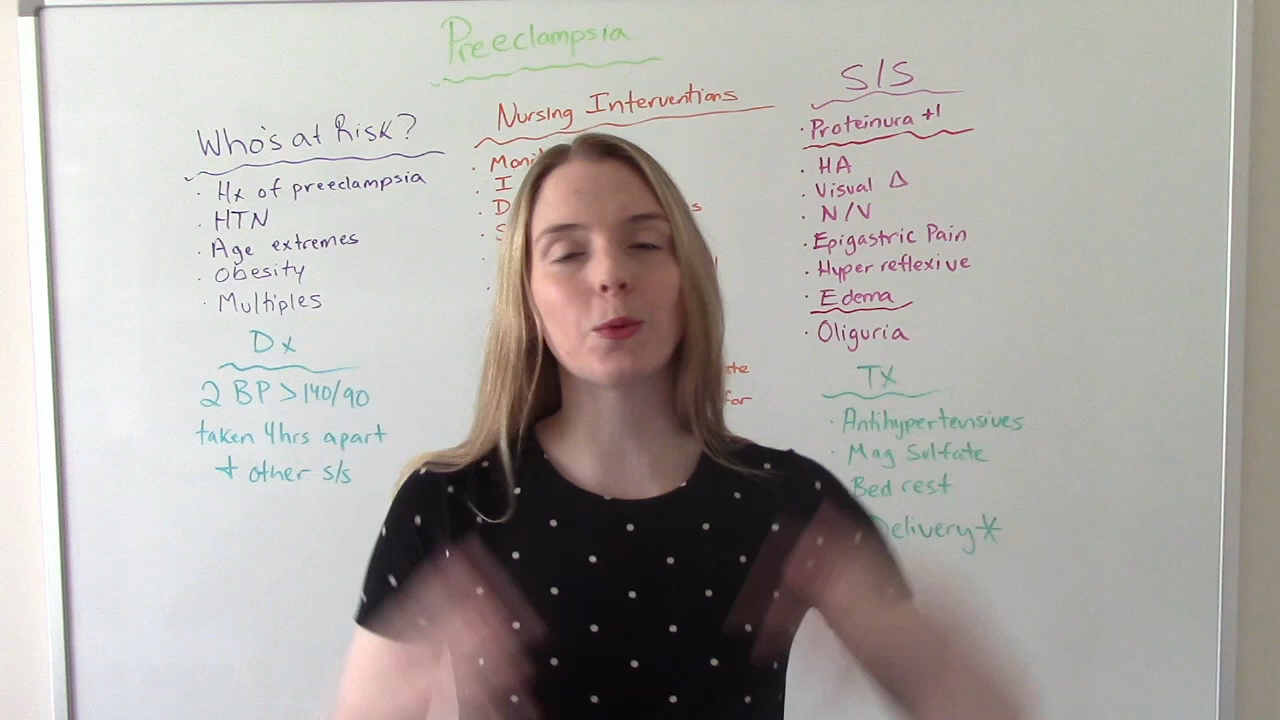 Preeclampsia
Who's at Risk?
· Hx of preeclampsia
· HTN
· Age extremes
· Obesity
· Multiples
Dx
2 BP > 140/90
taken 4hrs apart
+ other s/s
Nursing Interventions
S/S
· Proteinura +1
· HA
· Visual Δ
· N/V
· Epigastric Pain
· Hyper reflexive
· Edema
· Oliguria
TX
· Antihypertensives
· Mag Sulfate
Bed rest
Delivery*